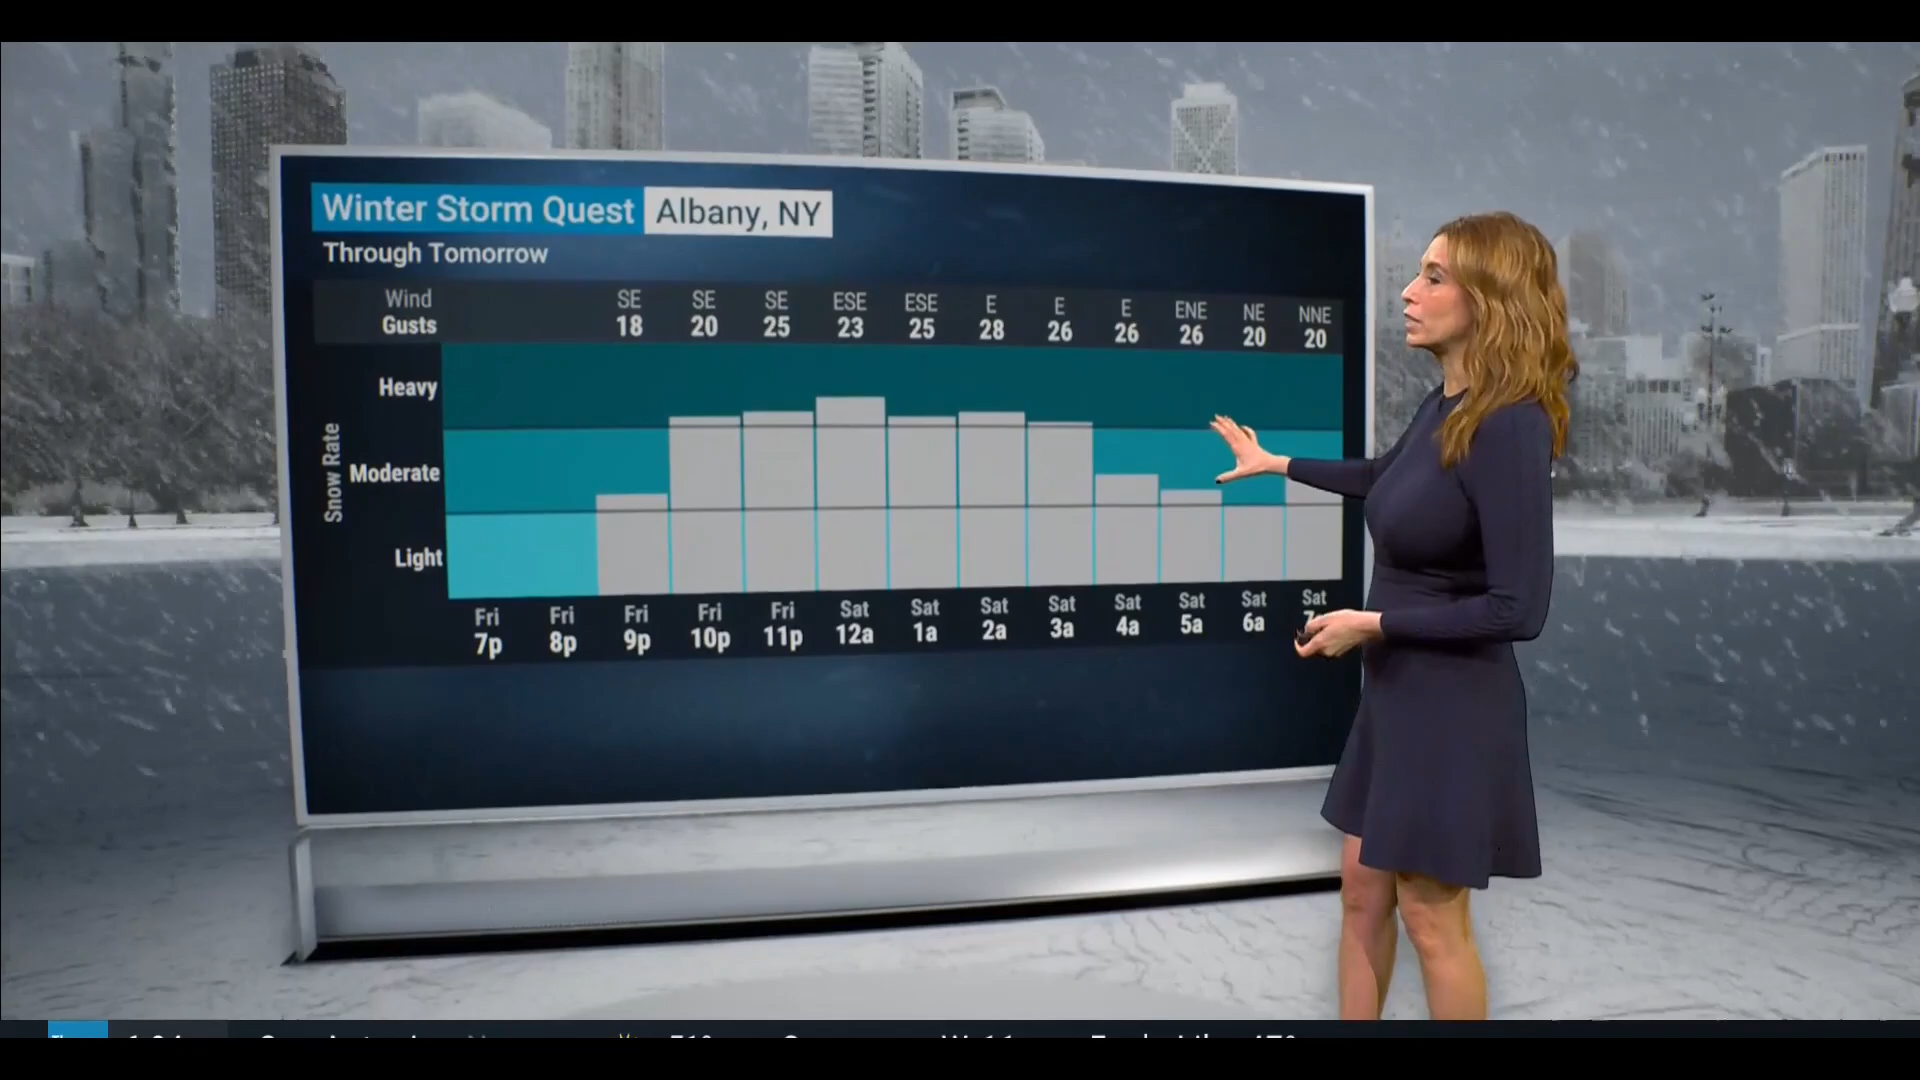 Winter Storm Quest Albany, NY
Through Tomorrow
Wind SE SE SE ESE ESE E E E ENE NE NNE
Gusts 18 20 25 23 25 28 26 26 26 20 20
Heavy
Moderate
Light
Snow Rate
Fri Fri Fri Fri Fri Sat Sat Sat Sat Sat Sat Sat Sat
7p 8p 9p 10p 11p 12a 1a 2a 3a 4a 5a 6a